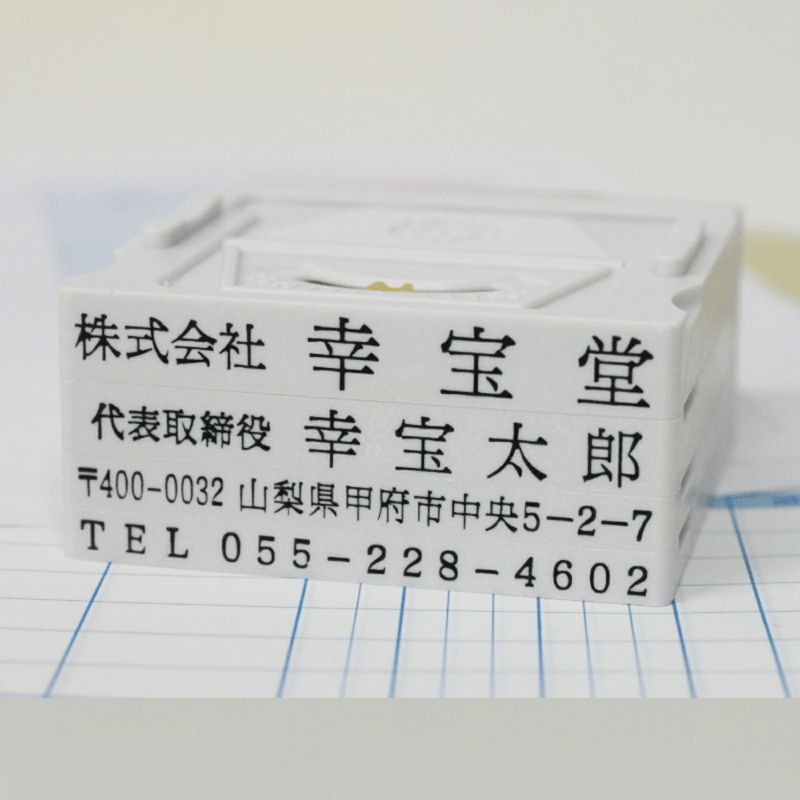 株式会社 幸宝堂
代表取締役 幸宝太郎
〒400-0032 山梨県甲府市中央5-2-7
TEL 055-228-4602